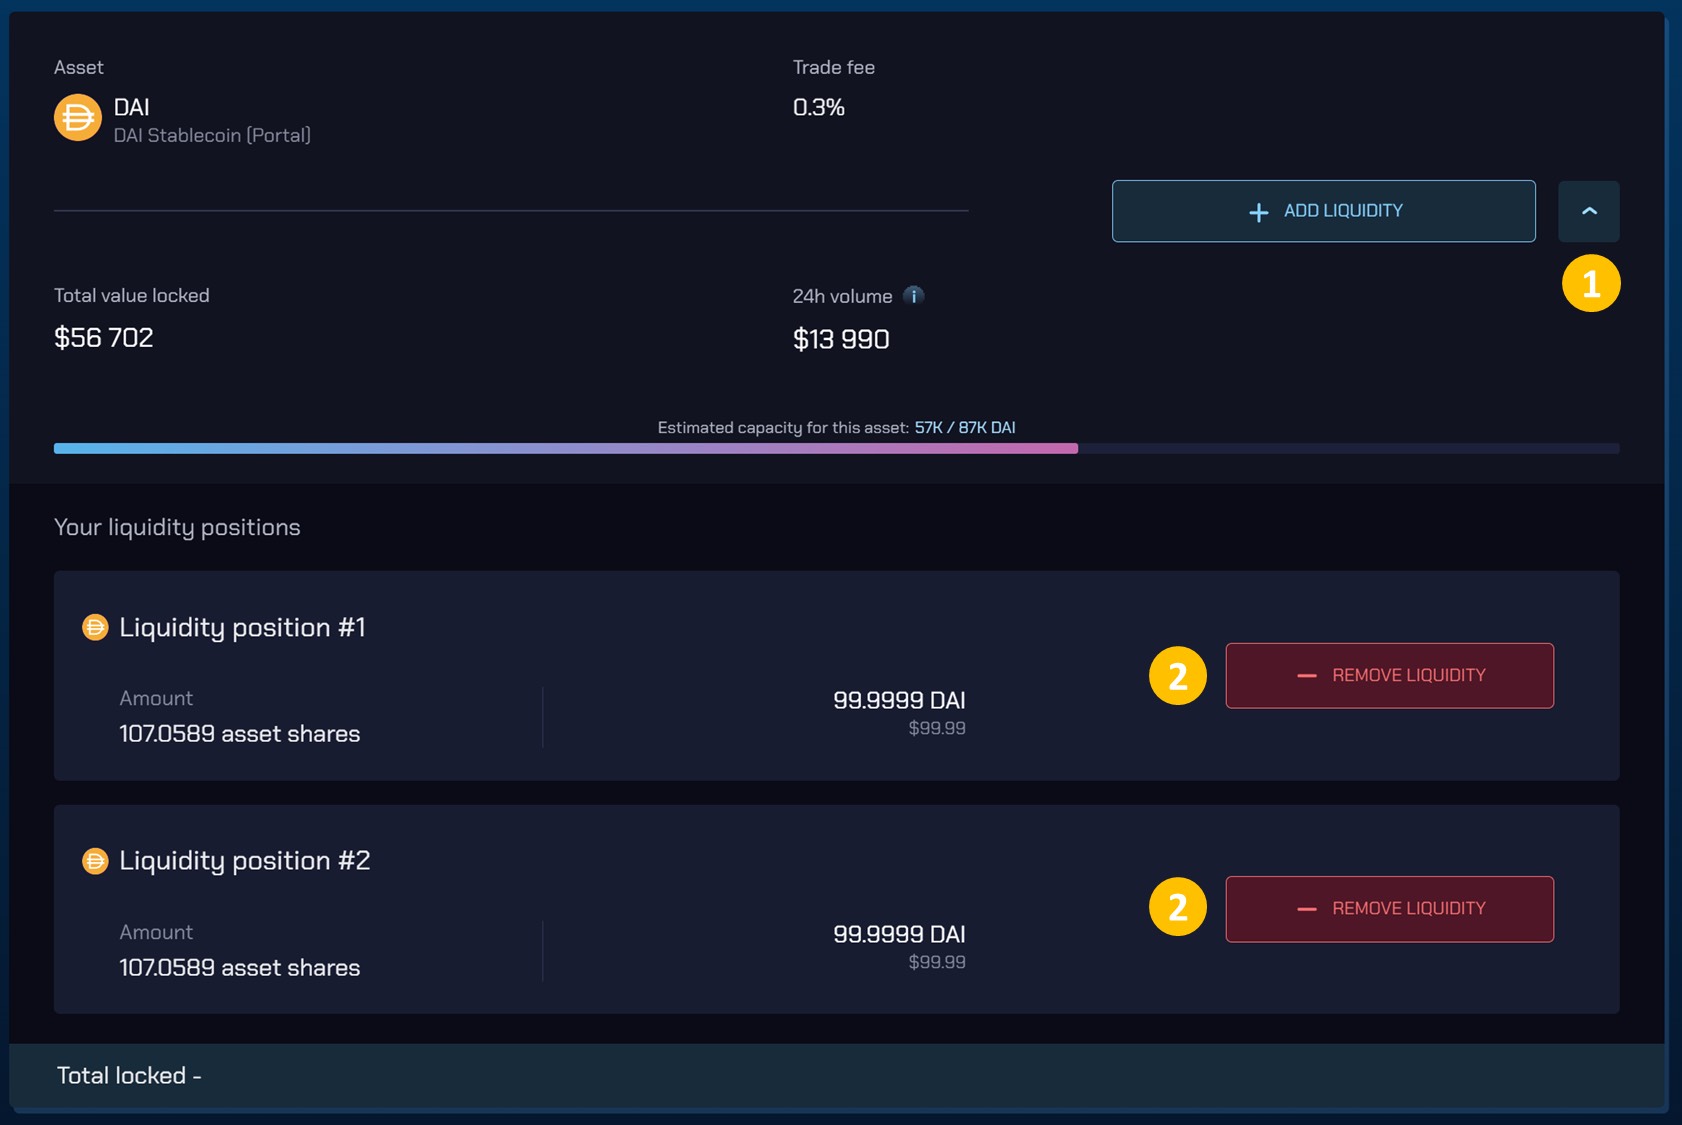 Asset
Trade fee
DAI
0.3%
DAI Stablecoin (Portal)
ADD LIQUIDITY
1
Total value locked
24h volume
i
$56 702
$13 990
Estimated capacity for this asset: 57K / 87K DAI
Your liquidity positions
Liquidity position #1
Amount
107.0589 asset shares
99.9999 DAI
$99.99
2
REMOVE LIQUIDITY
Liquidity position #2
Amount
107.0589 asset shares
99.9999 DAI
$99.99
2
REMOVE LIQUIDITY
Total locked -